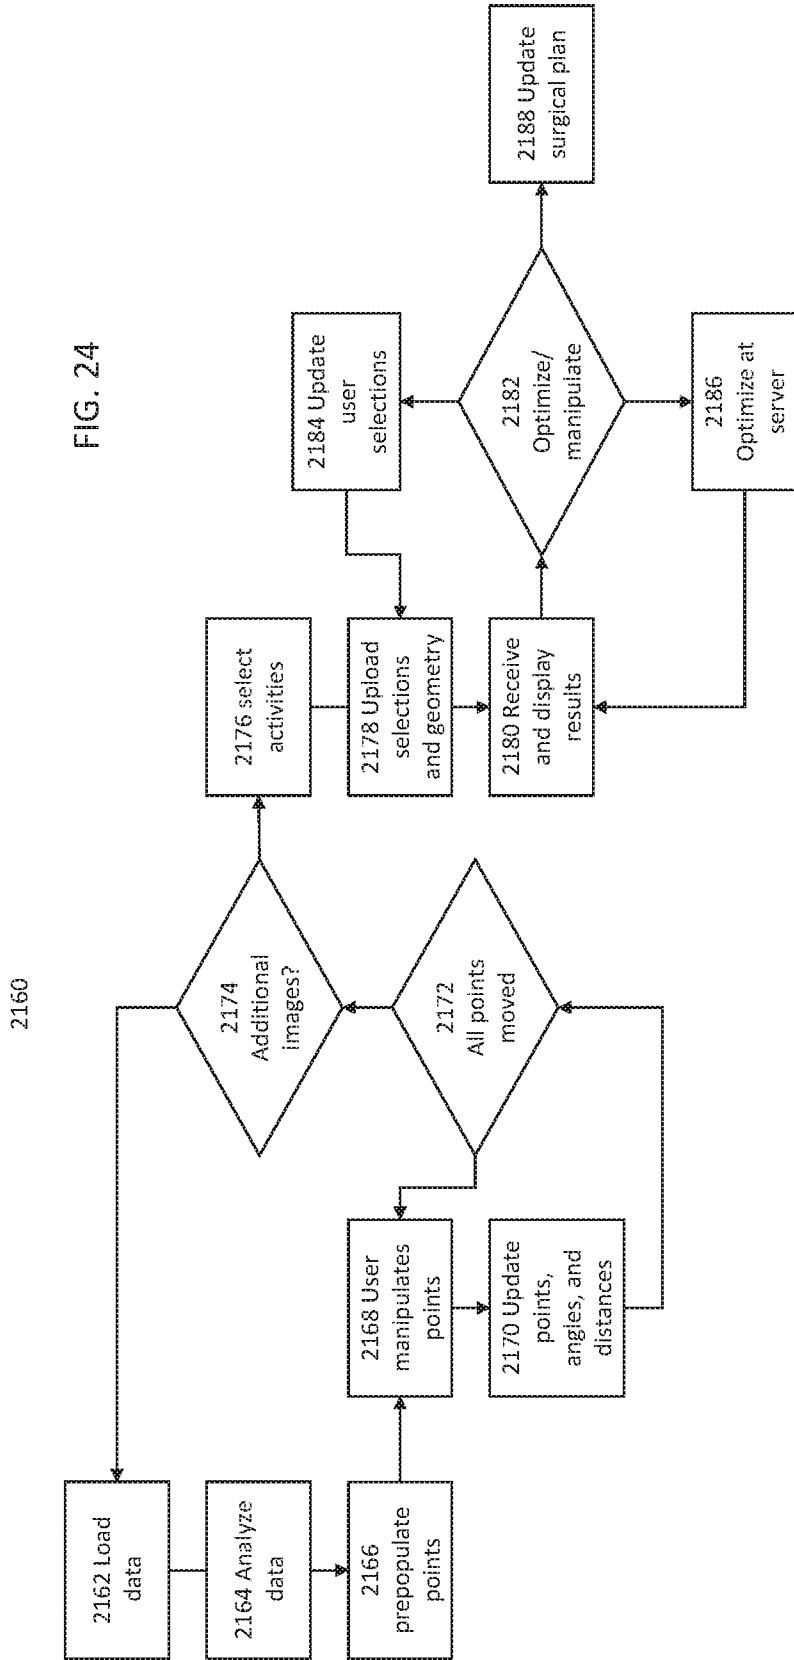 2160
FIG. 24
2162 Load
data
2164 Analyze
data
2166
prepopulate
points
2168 User
manipulates
points
2170 Update
points,
angles, and
distances
2172
All points
moved
2174
Additional
images?
2176 select
activities
2178 Upload
selections
and geometry
2180 Receive
and display
results
2182
Optimize/
manipulate
2184 Update
user
selections
2186
Optimize at
server
2188 Update
surgical plan